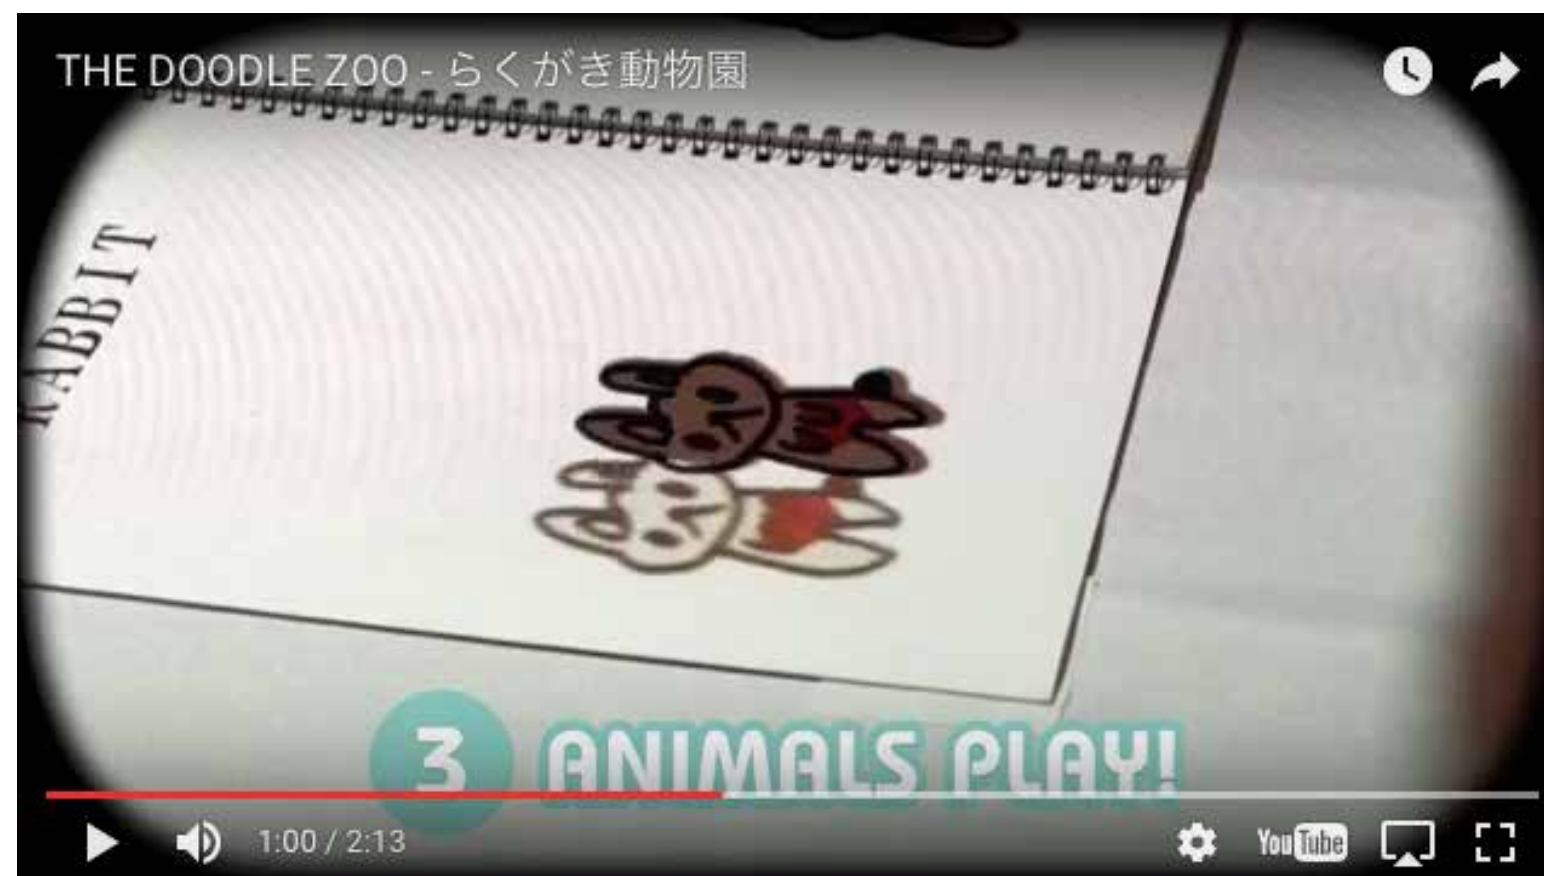 THE DOODLE ZOO - らくがき動物園
RABBIT
3 ANIMALS PLAY!
1:00 / 2:13
YouTube